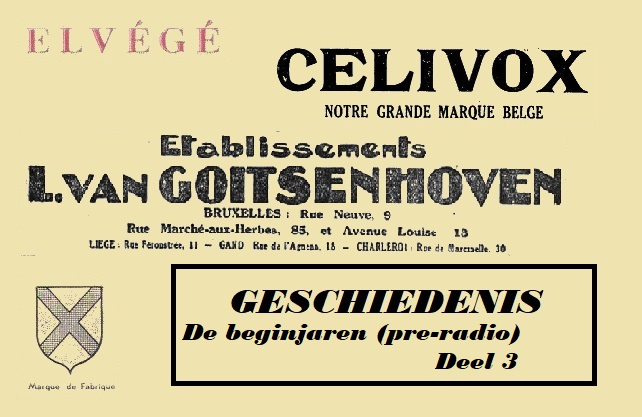 ELVÉGÉ
CELIVOX
NOTRE GRANDE MARQUE BELGE
Etablissements
L. VAN GOITSENHOVEN
BRUXELLES : Rue Neuve, 9
Rue Marché-aux-Herbes, 85, et Avenue Louise 13
LIEGE : Rue Féronstrée, 11 — GAND Rue de l'Agneau, 18 — CHARLEROI : Rue de Marcinelle, 30
GESCHIEDENIS
De beginjaren (pre-radio)
Deel 3
Marque de Fabrique